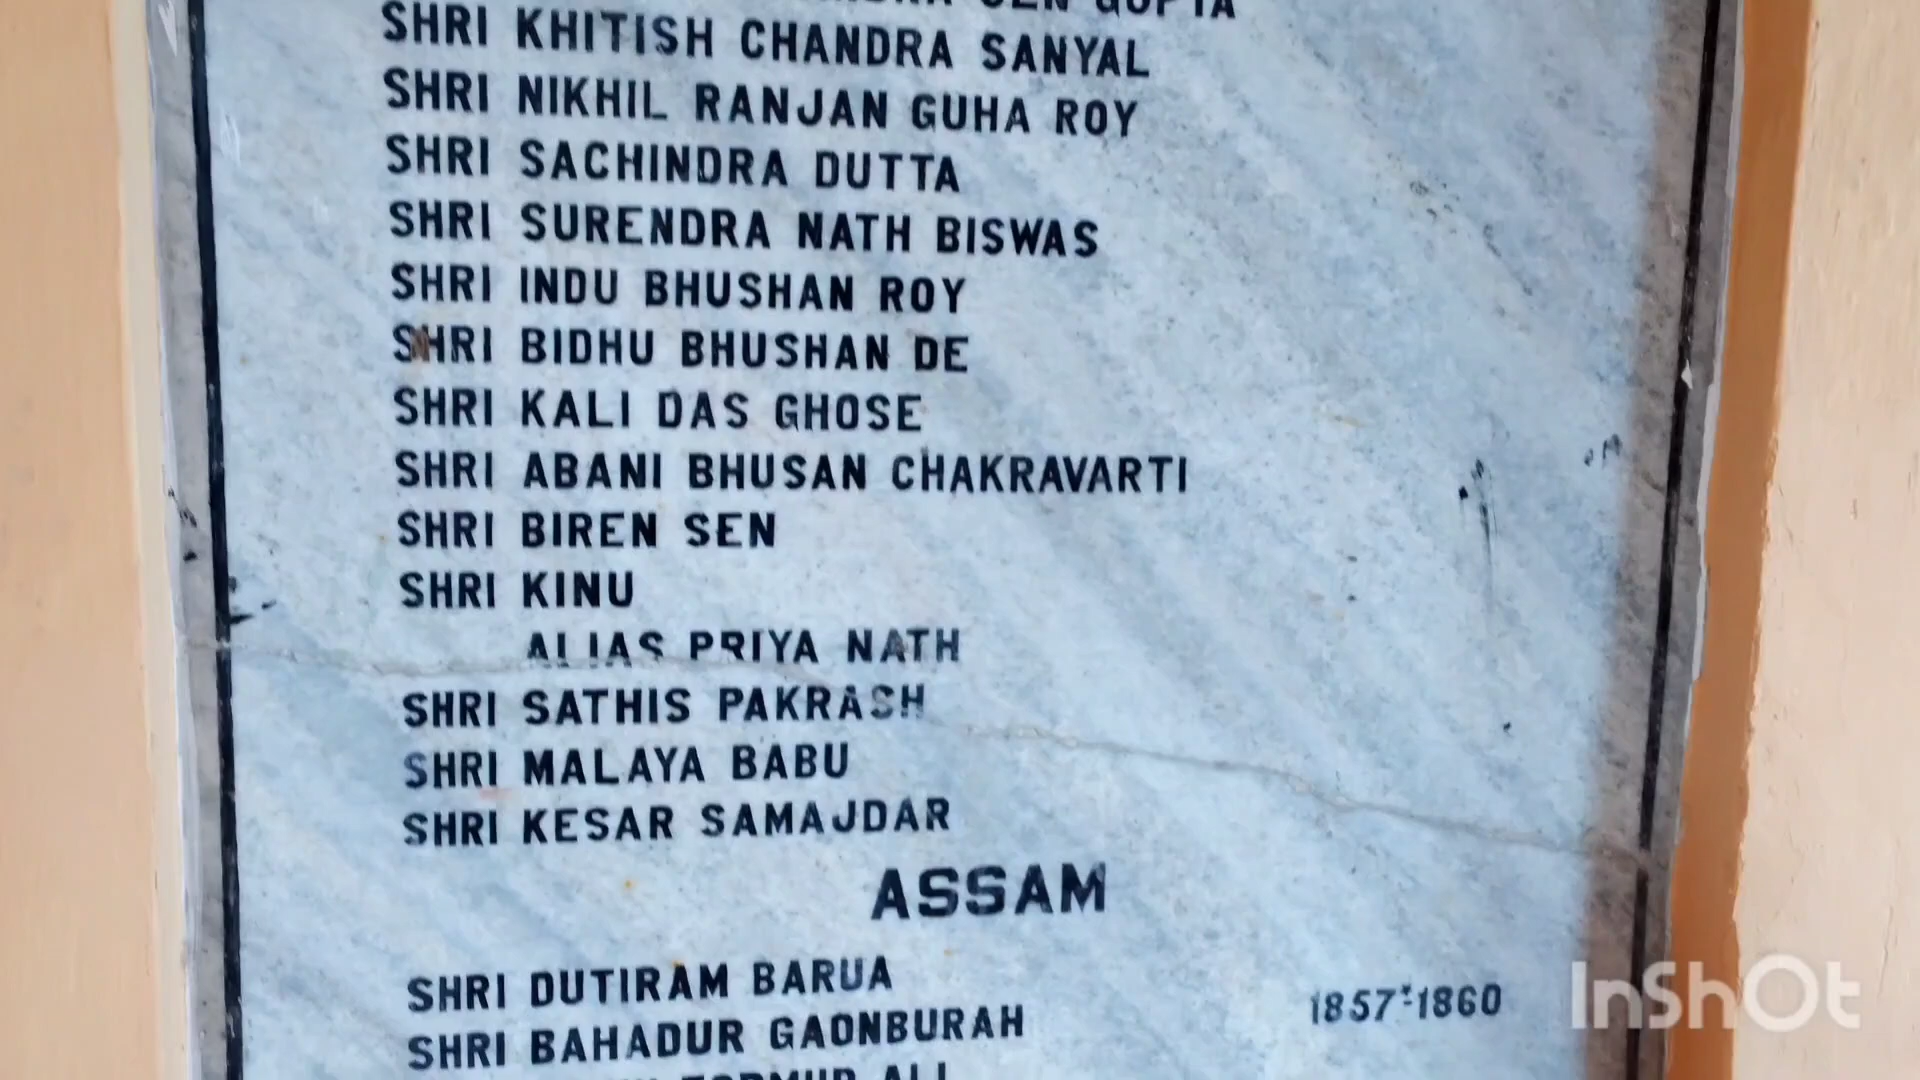 GUPTA
SHRI KHITISH CHANDRA SANYAL
SHRI NIKHIL RANJAN GUHA ROY
SHRI SACHINDRA DUTTA
SHRI SURENDRA NATH BISWAS
SHRI INDU BHUSHAN ROY
SHRI BIDHU BHUSHAN DE
SHRI KALI DAS GHOSE
SHRI ABANI BHUSAN CHAKRAVARTI
SHRI BIREN SEN
SHRI KINU
ALIAS PRIYA NATH
SHRI SATHIS PAKRASH
SHRI MALAYA BABU
SHRI KESAR SAMAJDAR
ASSAM
SHRI DUTIRAM BARUA
SHRI BAHADUR GAONBURAH 1857-1860
ALI
InShOt